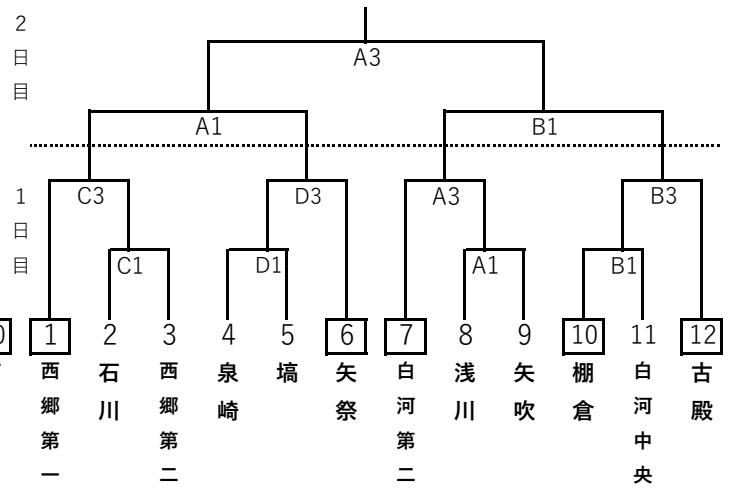 2日目
A3
A1 B1
1日目
C3 D3 A3 B3
C1 D1 A1 B1
1 2 3 4 5 6 7 8 9 10 11 12
西郷第一
石川
西郷第二
泉崎
塙
矢祭
白河第二
浅川
矢吹
棚倉
白河中央
古殿